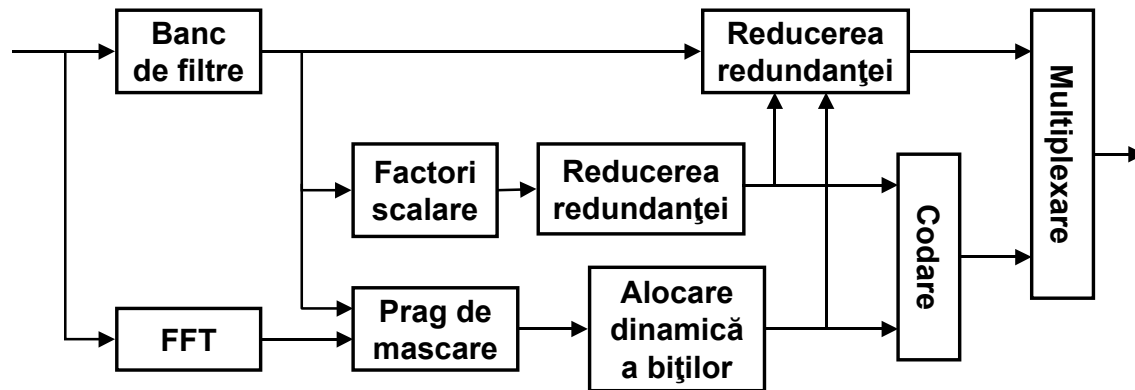 Banc
de filtre
Reducerea
redundanţei
Multiplexare
Factori
scalare
Reducerea
redundanţei
Codare
FFT
Prag de
mascare
Alocare
dinamică
a biţilor